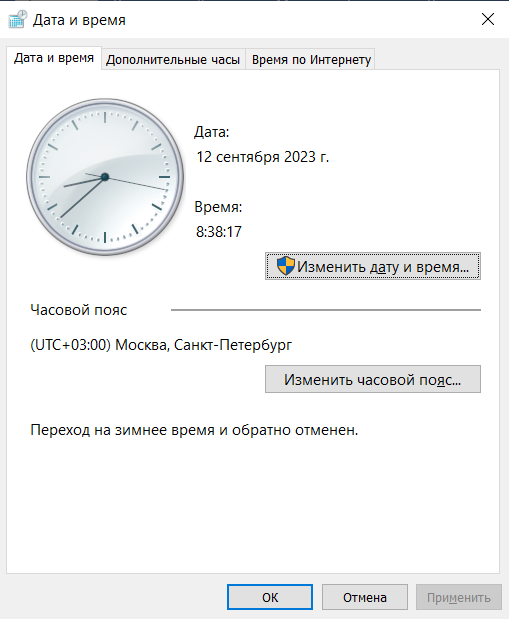 Дата и время
Дата и время
Дополнительные часы
Время по Интернету
Дата:
12 сентября 2023 г.
Время:
8:38:17
Изменить дату и время...
Часовой пояс
(UTC+03:00) Москва, Санкт-Петербург
Изменить часовой пояс...
Переход на зимнее время и обратно отменен.
ОК
Отмена
Применить